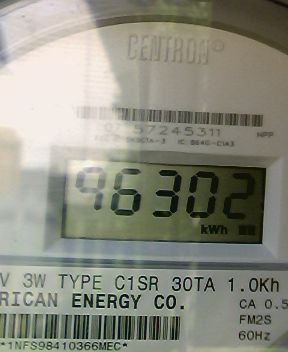 CENTRON®
57245311
96302
kWh
V 3W TYPE C1SR 30TA 1.0Kh
RICAN ENERGY CO.
CA 0.5
FM2S
60Hz
*1NFS98410366MEC*